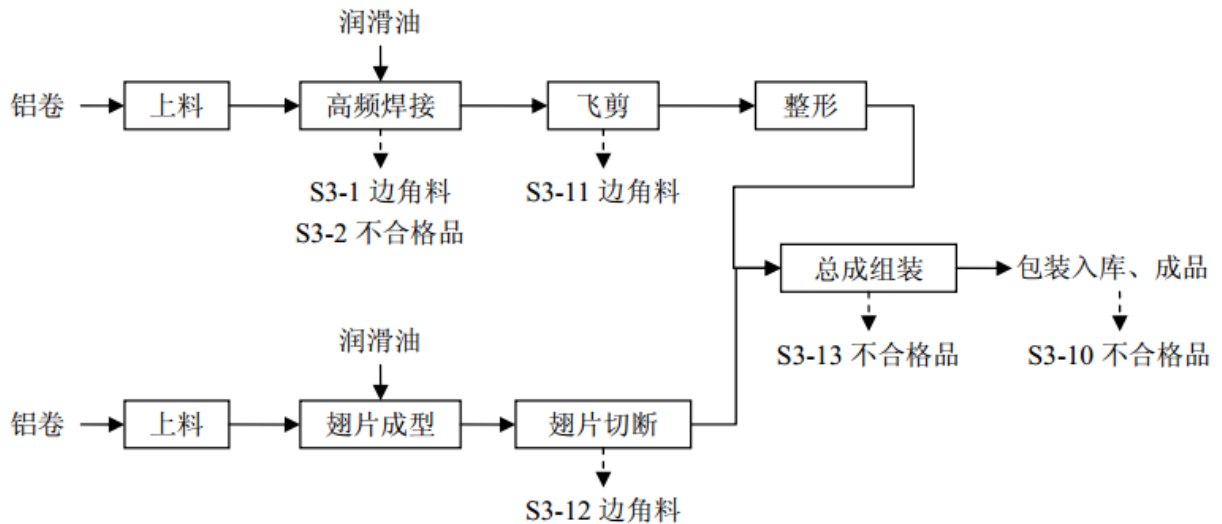 润滑油
铝卷
上料
高频焊接
飞剪
整形
S3-1 边角料
S3-2 不合格品
S3-11 边角料
总成组装
包装入库、成品
S3-13 不合格品
S3-10 不合格品
润滑油
铝卷
上料
翅片成型
翅片切断
S3-12 边角料